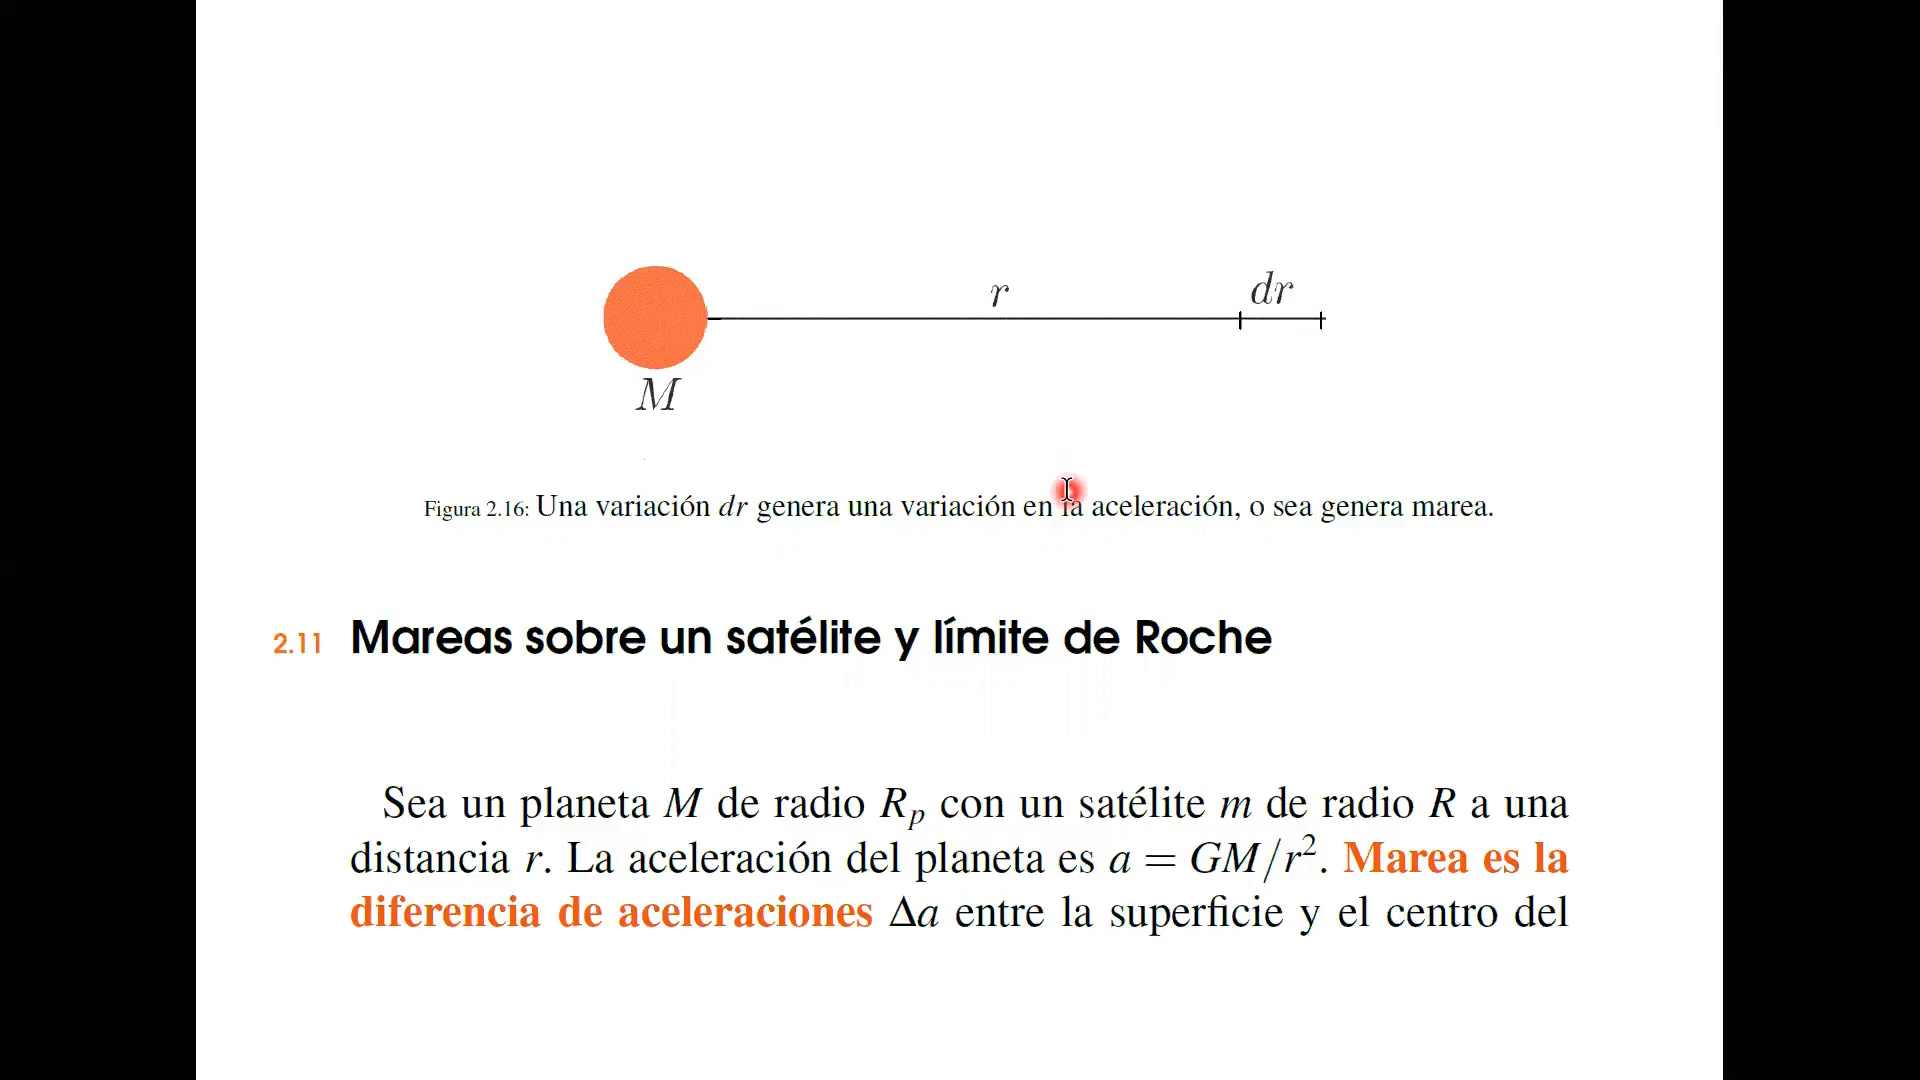 r
dr
M
Figura 2.16: Una variación dr genera una variación en la aceleración, o sea genera marea.
2.11 Mareas sobre un satélite y límite de Roche
Sea un planeta M de radio Rₚ con un satélite m de radio R a una
distancia r. La aceleración del planeta es a = GM/r². Marea es la
diferencia de aceleraciones Δa entre la superficie y el centro del